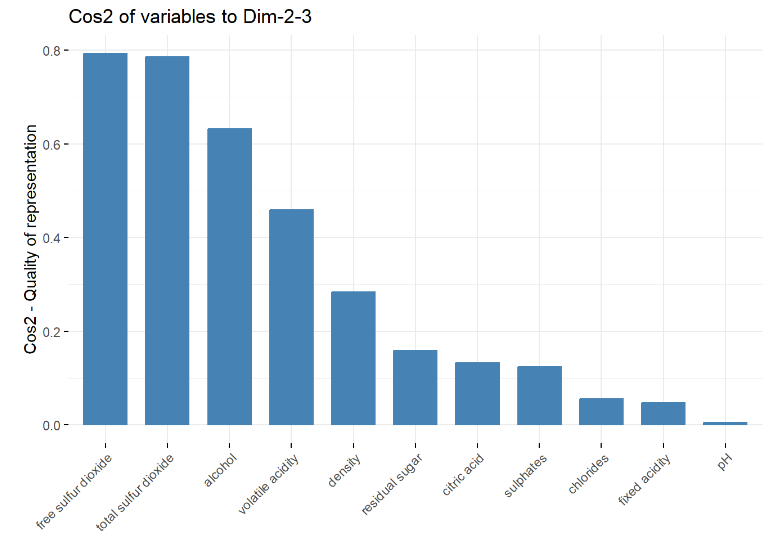 Cos2 of variables to Dim-2-3
Cos2 - Quality of representation
0.8
0.6
0.4
0.2
0.0
free sulfur dioxide
total sulfur dioxide
alcohol
volatile acidity
density
residual sugar
citric acid
sulphates
chlorides
fixed acidity
pH